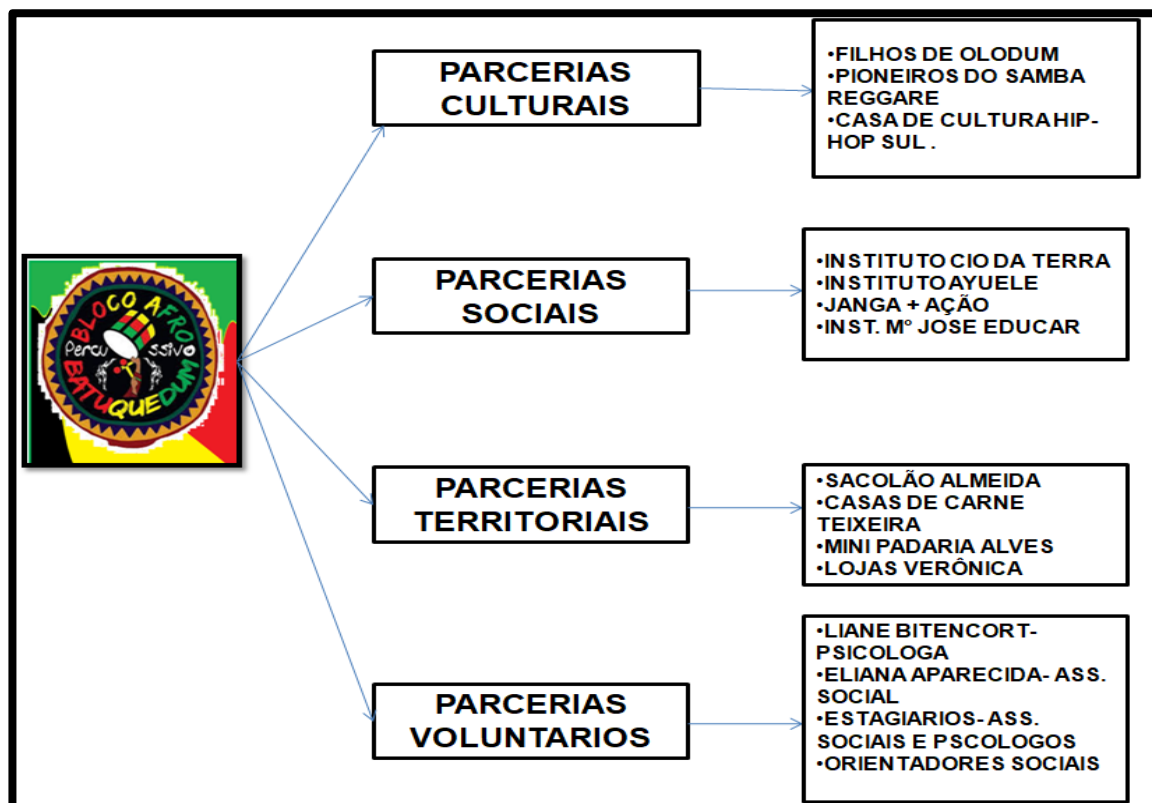 BLOCO AFRO
Percussivo
BATUQUEDUM
PARCERIAS
CULTURAIS
•FILHOS DE OLODUM
•PIONEIROS DO SAMBA
REGGARE
•CASA DE CULTURA HIP-
HOP SUL .
PARCERIAS
SOCIAIS
•INSTITUTO CIO DA TERRA
•INSTITUTO AYUELE
•JANGA + AÇÃO
•INST. Mº JOSE EDUCAR
PARCERIAS
TERRITORIAIS
•SACOLÃO ALMEIDA
•CASAS DE CARNE
TEIXEIRA
•MINI PADARIA ALVES
•LOJAS VERÔNICA
PARCERIAS
VOLUNTARIOS
•LIANE BITENCORT-
PSICOLOGA
•ELIANA APARECIDA- ASS.
SOCIAL
•ESTAGIARIOS- ASS.
SOCIAIS E PSCOLOGOS
•ORIENTADORES SOCIAIS